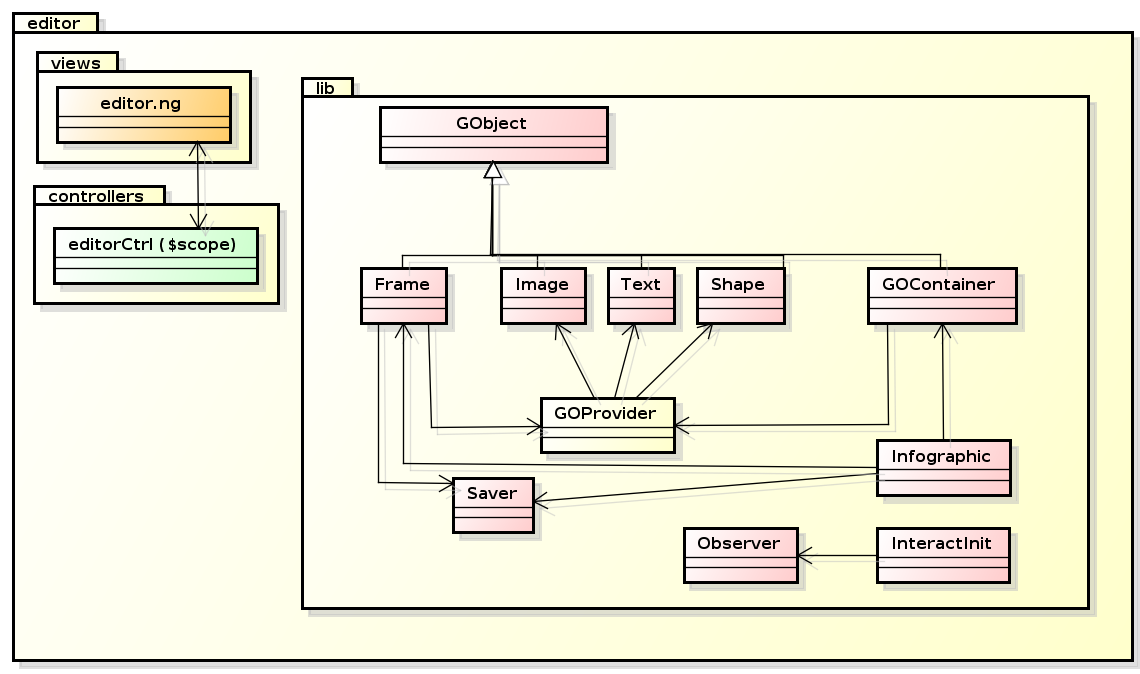 editor
views
editor.ng
controllers
editorCtrl ($scope)
lib
GObject
Frame
Image
Text
Shape
GOContainer
GOProvider
Infographic
Saver
Observer
InteractInit